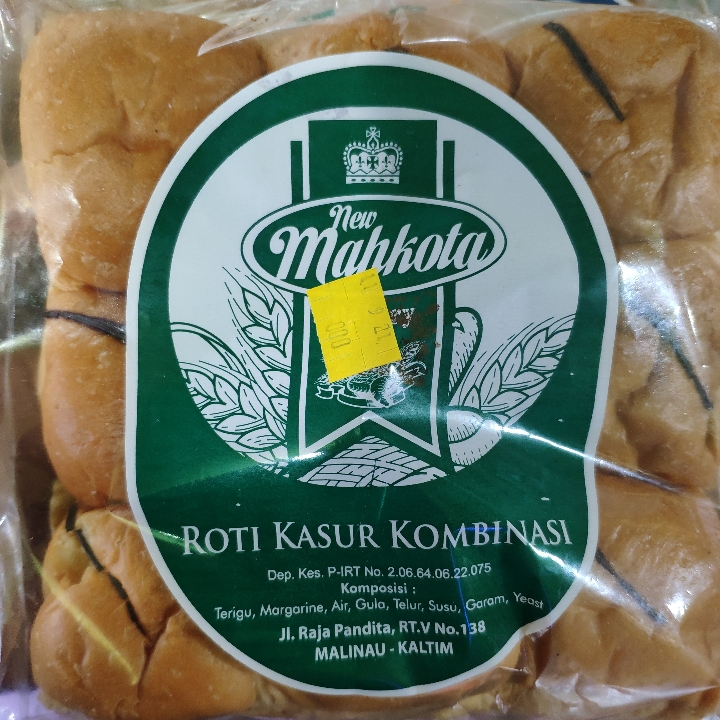 New
Mahkota
ROTI KASUR KOMBINASI
Dep. Kes. P-IRT No. 2.06.64.06.22.075
Komposisi :
Terigu, Margarine, Air, Gula, Telur, Susu, Garam, Yeast
Jl. Raja Pandita, RT.V No.138
MALINAU - KALTIM